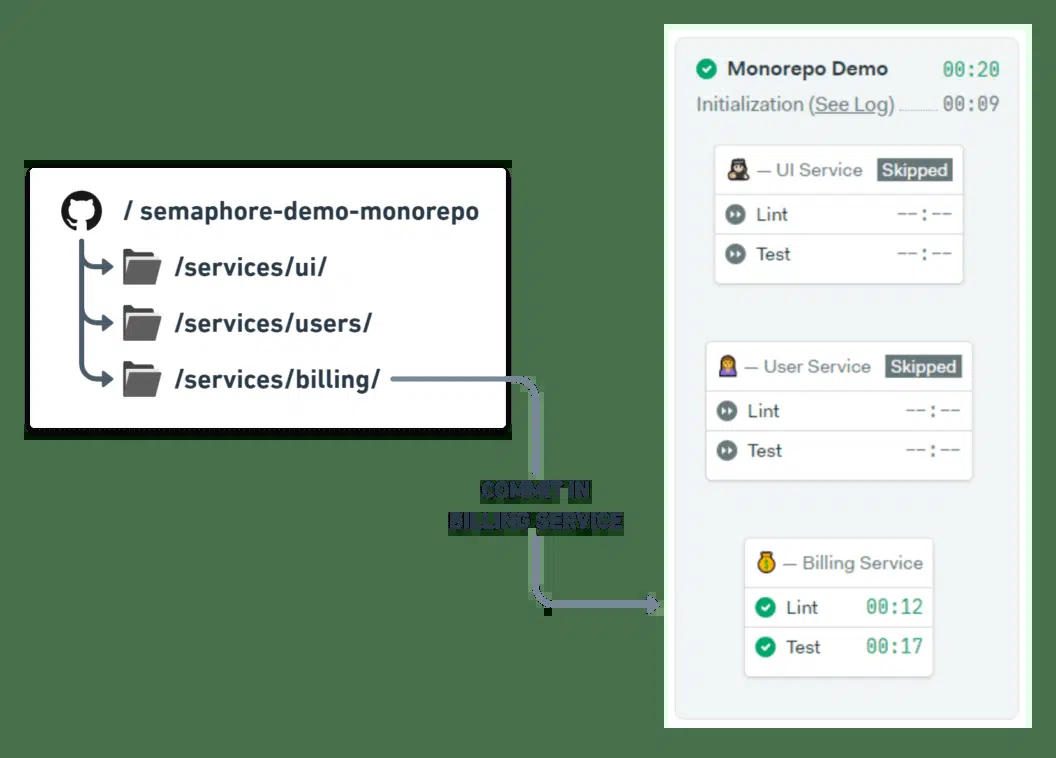 / semaphore-demo-monorepo
/services/ui/
/services/users/
/services/billing/
COMMIT IN
BILLING SERVICE
Monorepo Demo 00:20
Initialization (See Log) 00:09
— UI Service Skipped
Lint --:--
Test --:--
— User Service Skipped
Lint --:--
Test --:--
— Billing Service
Lint 00:12
Test 00:17